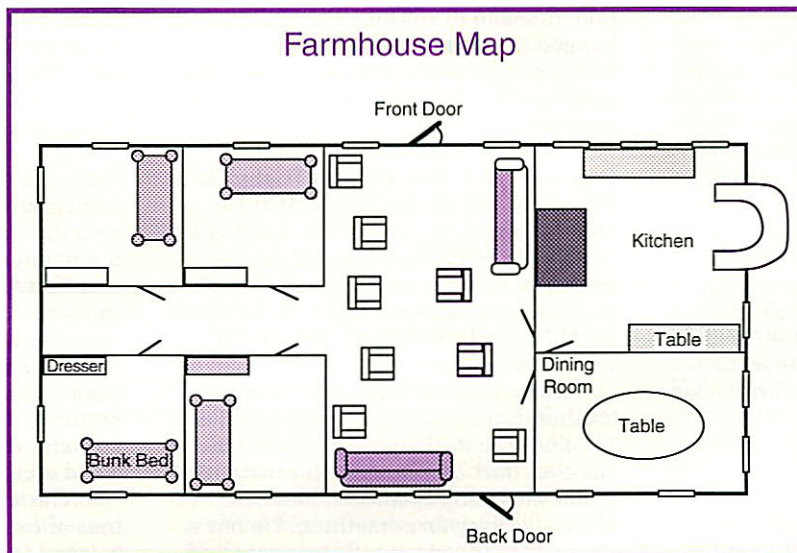 Farmhouse Map
Front Door
Kitchen
Table
Dresser
Dining
Room
Table
Bunk Bed
Back Door